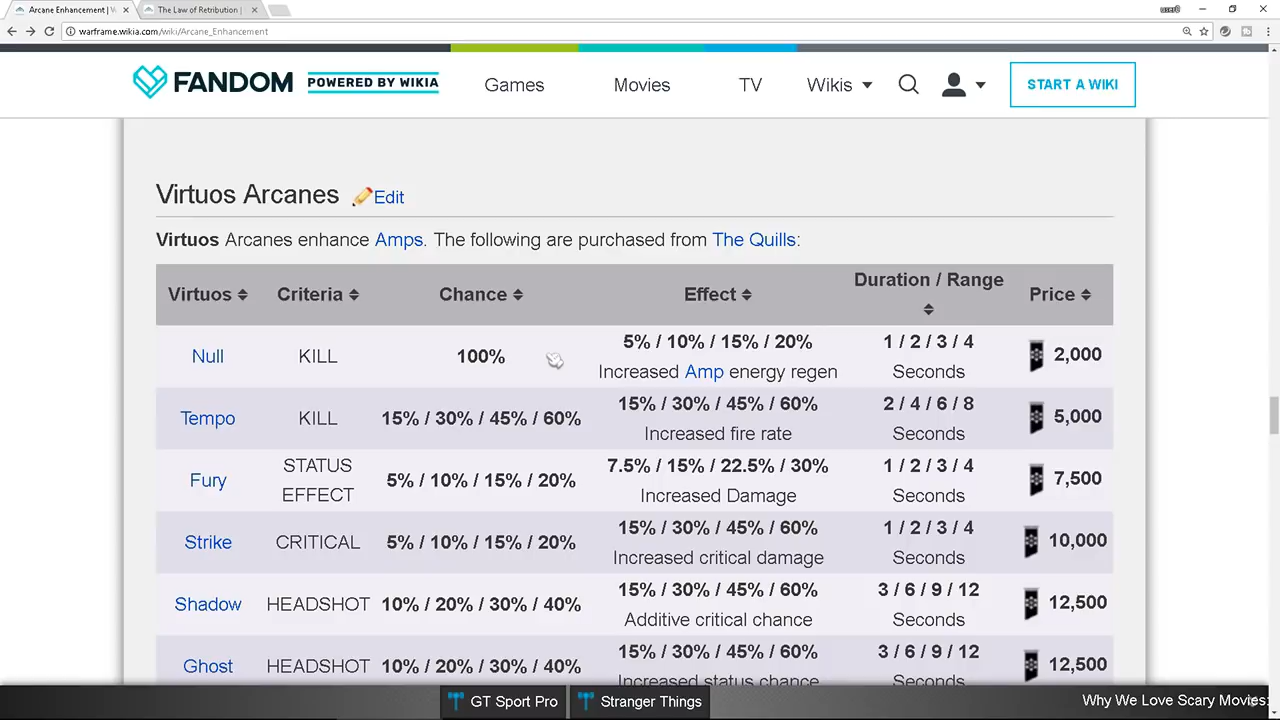 Arcane Enhancement | W
The Law of Retribution |
user0
warframe.wikia.com/wiki/Arcane_Enhancement
FANDOM POWERED BY WIKIA Games Movies TV Wikis START A WIKI
Virtuos Arcanes Edit
Virtuos Arcanes enhance Amps. The following are purchased from The Quills:
Virtuos Criteria Chance Effect Duration / Range Price
Null KILL 100% 5% / 10% / 15% / 20% 1 / 2 / 3 / 4 2,000
Increased Amp energy regen Seconds
Tempo KILL 15% / 30% / 45% / 60% 15% / 30% / 45% / 60% 2 / 4 / 6 / 8 5,000
Increased fire rate Seconds
Fury STATUS EFFECT 5% / 10% / 15% / 20% 7.5% / 15% / 22.5% / 30% 1 / 2 / 3 / 4 7,500
Increased Damage Seconds
Strike CRITICAL 5% / 10% / 15% / 20% 15% / 30% / 45% / 60% 1 / 2 / 3 / 4 10,000
Increased critical damage Seconds
Shadow HEADSHOT 10% / 20% / 30% / 40% 15% / 30% / 45% / 60% 3 / 6 / 9 / 12 12,500
Additive critical chance Seconds
Ghost HEADSHOT 10% / 20% / 30% / 40% 15% / 30% / 45% / 60% 3 / 6 / 9 / 12 12,500
Increased status chance Seconds
GT Sport Pro Stranger Things Why We Love Scary Movies